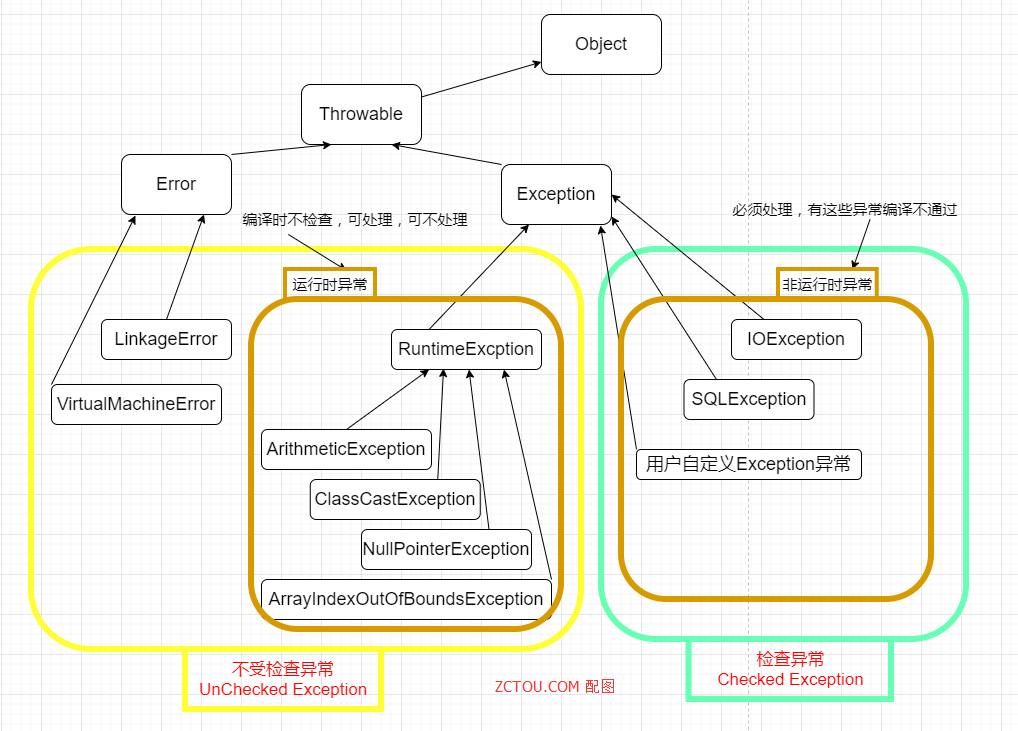 Object
Throwable
Error
Exception
编译时不检查，可处理，可不处理
必须处理，有这些异常编译不通过
运行时异常
非运行时异常
LinkageError
RuntimeExcption
IOException
VirtualMachineError
SQLException
ArithmeticException
用户自定义Exception异常
ClassCastException
NullPointerException
ArrayIndexOutOfBoundsException
不受检查异常
UnChecked Exception
检查异常
Checked Exception
ZCTOU.COM 配图